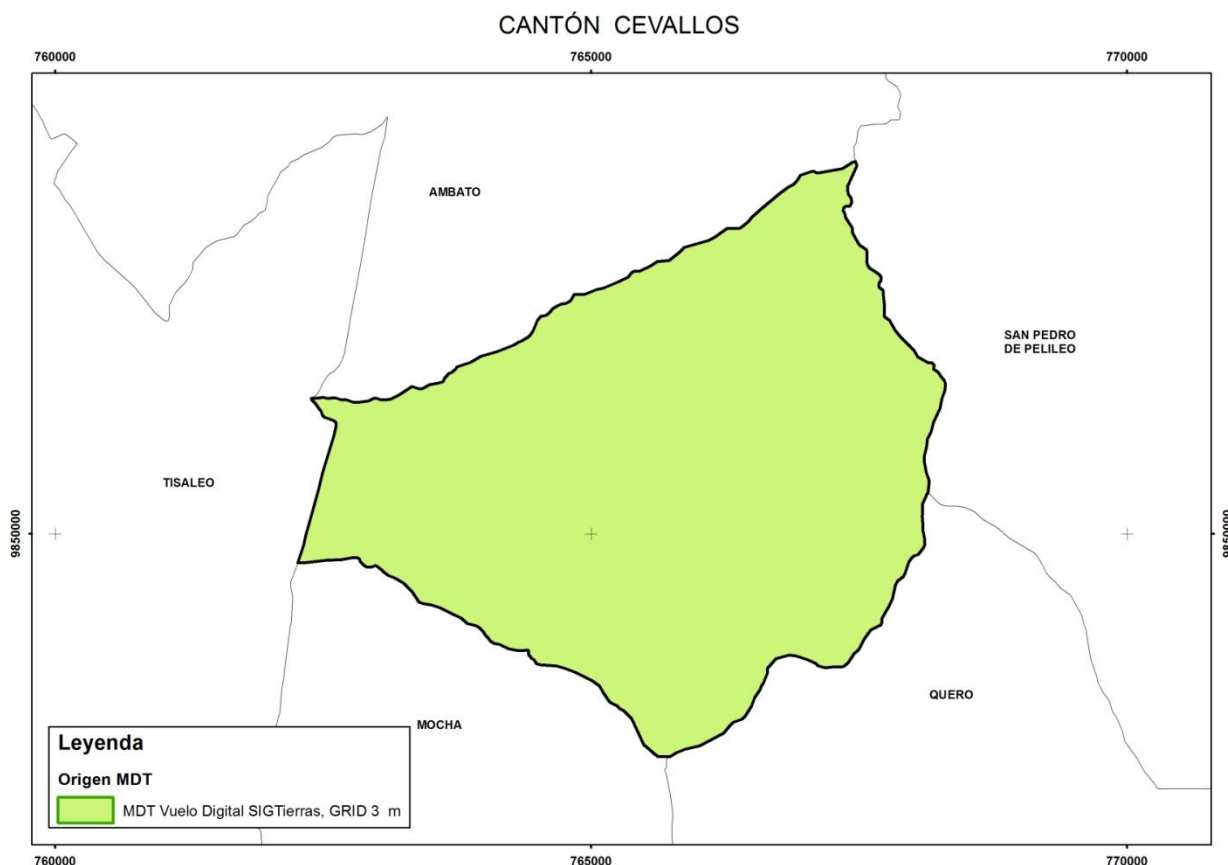 CANTÓN CEVALLOS
760000
765000
770000
AMBATO
SAN PEDRO
DE PELILEO
TISALEO
9850000
9850000
QUERO
MOCHA
Leyenda
Origen MDT
MDT Vuelo Digital SIGTierras, GRID 3 m
760000
765000
770000